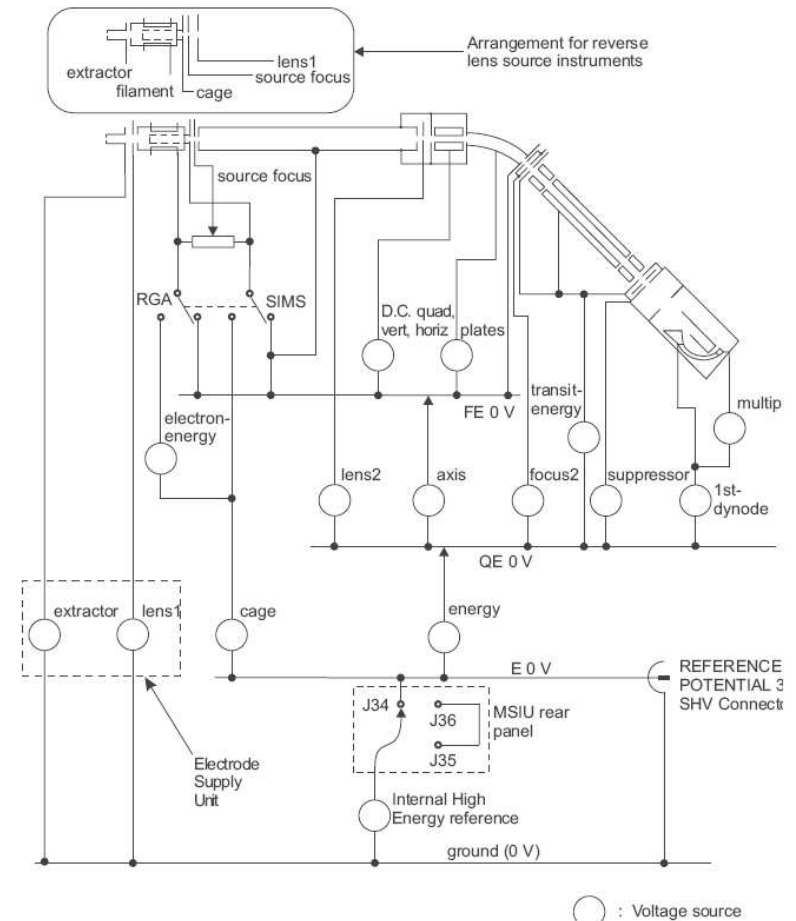 Arrangement for reverse
lens source instruments
lens1
extractor
source focus
filament
cage
source focus
RGA
SIMS
D.C. quad,
vert, horiz plates
FE 0 V
transit-
energy
multip
electron-
energy
lens2
axis
focus2
suppressor
1st-
dynode
QE 0 V
extractor
lens1
cage
energy
E 0 V
REFERENCE
POTENTIAL 3
SHV Connect
J34
J36
MSIU rear
panel
J35
Electrode
Supply
Unit
Internal High
Energy reference
ground (0 V)
: Voltage source